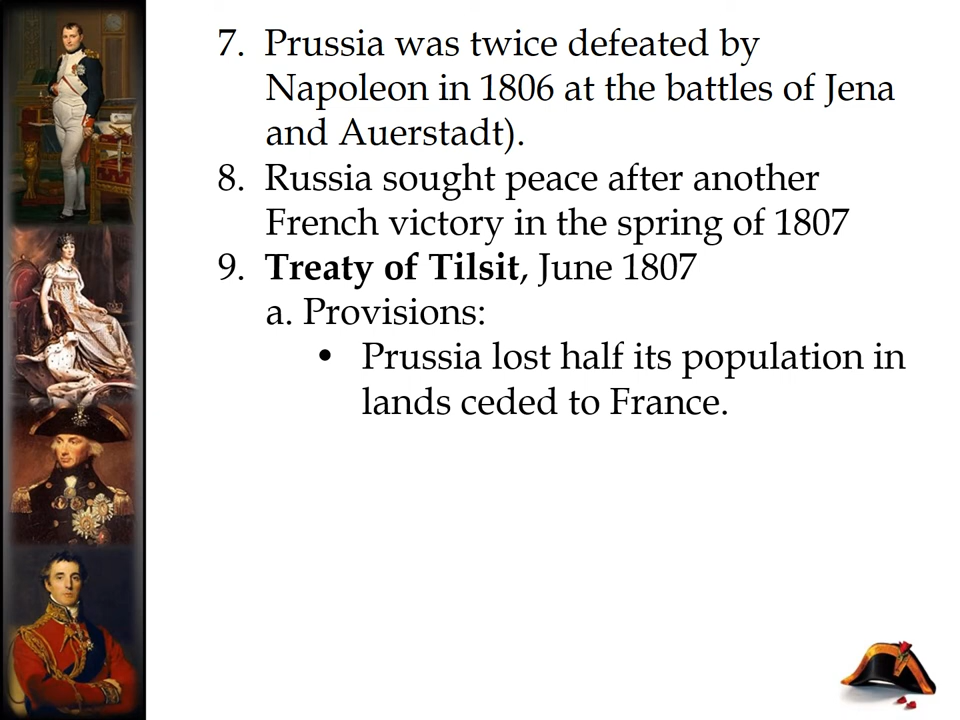 7. Prussia was twice defeated by
Napoleon in 1806 at the battles of Jena
and Auerstadt).
8. Russia sought peace after another
French victory in the spring of 1807
9. Treaty of Tilsit, June 1807
a. Provisions:
• Prussia lost half its population in
lands ceded to France.